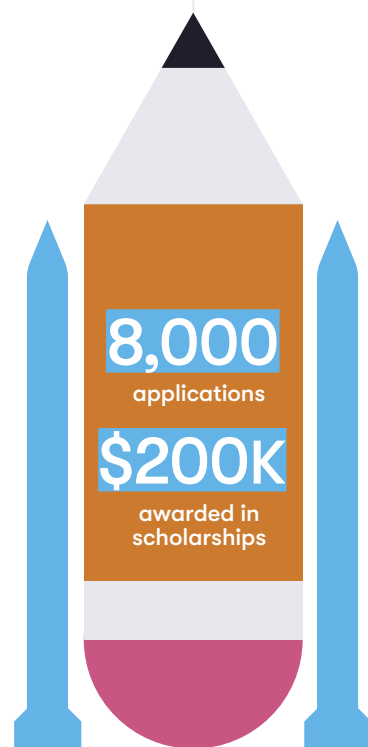 8,000
applications
$200K
awarded in
scholarships